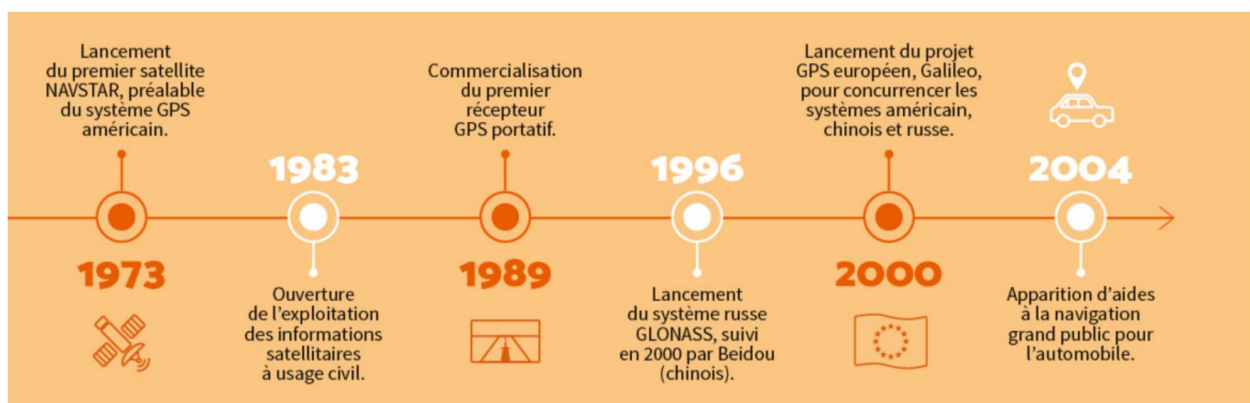 Lancement
du premier satellite
NAVSTAR, préalable
du système GPS
américain.
1973
1983
Ouverture
de l’exploitation
des informations
satellitaires
à usage civil.
Commercialisation
du premier
récepteur
GPS portatif.
1989
1996
Lancement
du système russe
GLONASS, suivi
en 2000 par Beidou
(chinois).
Lancement du projet
GPS européen, Galileo,
pour concurrencer les
systèmes américain,
chinois et russe.
2000
2004
Apparition d’aides
à la navigation
grand public pour
l’automobile.